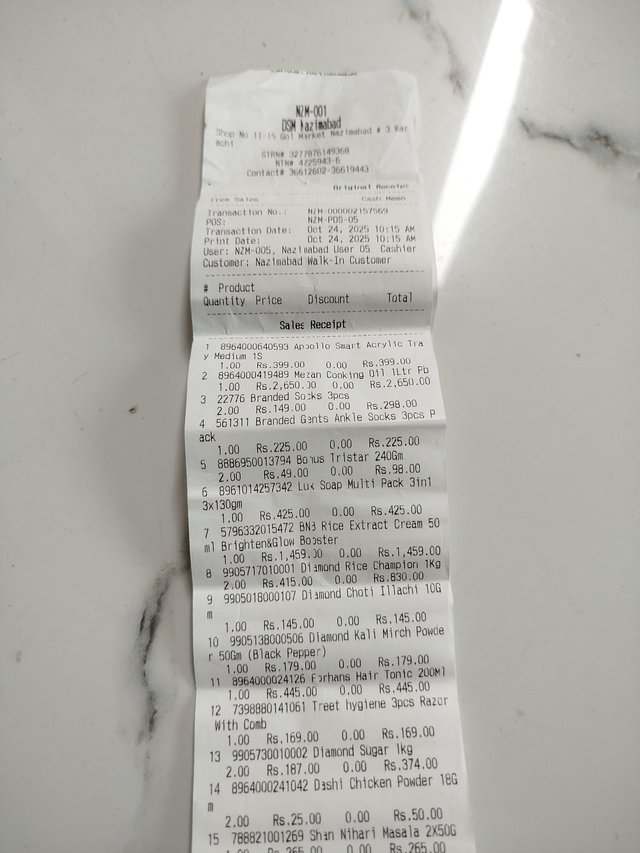 NZM-001
DSM Nazimabad
Shop No 11-15 Gol Market Nazimabad # 3 Kar
achi
STRN# 3277876149368
NTN# 4725943-6
Contact# 36612602-36619443
Original Receipt
Item Sales Cash Memo
Transaction No.: NZM-000002157569
POS: NZM-POS-05
Transaction Date: Oct 24, 2025 10:15 AM
Print Date: Oct 24, 2025 10:15 AM
User: NZM-005, Nazimabad User 05 Cashier
Customer: Nazimabad Walk-In Customer
# Product
Quantity Price Discount Total
Sales Receipt
1 8964000640593 Appollo Smart Acrylic Tra
y Medium 1S
1.00 Rs.399.00 0.00 Rs.399.00
2 8964000419489 Mezan Cooking Oil 1Ltr Pb
1.00 Rs.2,650.00 0.00 Rs.2,650.00
3 22776 Branded Socks 3pcs
2.00 Rs.149.00 0.00 Rs.298.00
4 561311 Branded Gents Ankle Socks 3pcs P
ack
1.00 Rs.225.00 0.00 Rs.225.00
5 8886950013794 Bonus Tristar 240Gm
2.00 Rs.49.00 0.00 Rs.98.00
6 8961014257342 Lux Soap Multi Pack 3in1
3x130gm
1.00 Rs.425.00 0.00 Rs.425.00
7 5796332015472 BNB Rice Extract Cream 50
ml Brighten&Glow Booster
1.00 Rs.1,459.00 0.00 Rs.1,459.00
8 9905717010001 Diamond Rice Champion 1Kg
2.00 Rs.415.00 0.00 Rs.830.00
9 9905018000107 Diamond Choti Illachi 10G
m
1.00 Rs.145.00 0.00 Rs.145.00
10 9905138000506 Diamond Kali Mirch Powde
r 50Gm (Black Pepper)
1.00 Rs.179.00 0.00 Rs.179.00
11 8964000024126 Forhans Hair Tonic 200Ml
1.00 Rs.445.00 0.00 Rs.445.00
12 7398880141061 Treet hygiene 3pcs Razor
With Comb
1.00 Rs.169.00 0.00 Rs.169.00
13 9905730010002 Diamond Sugar 1kg
2.00 Rs.187.00 0.00 Rs.374.00
14 8964000241042 Dashi Chicken Powder 18G
m
2.00 Rs.25.00 0.00 Rs.50.00
15 788821001269 Shan Nihari Masala 2X50G
1.00 Rs.265.00 0.00 Rs.265.00